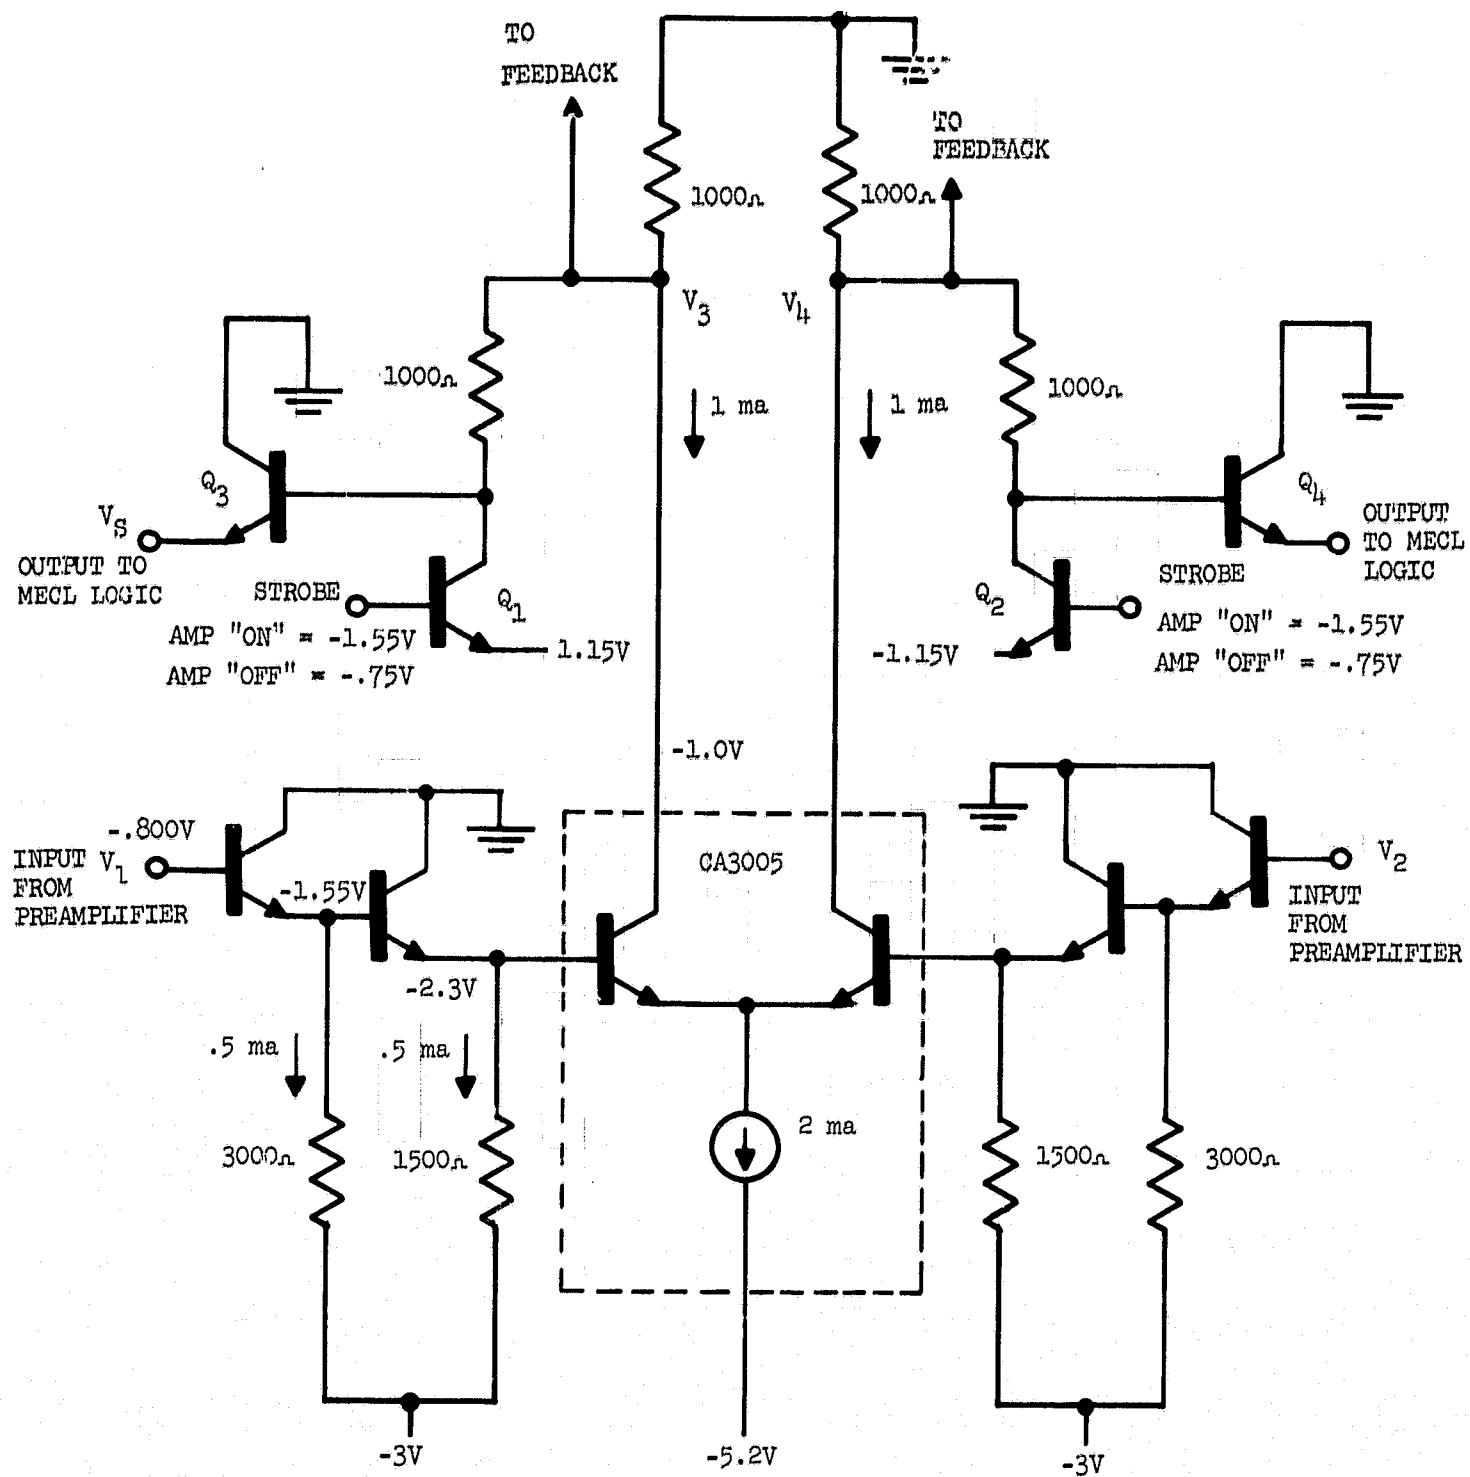 TO
FEEDBACK
TO
FEEDBACK
1000Ω
1000Ω
V3
V4
1000Ω
1 ma
1 ma
1000Ω
Q3
Q4
VS
OUTPUT TO
MECL LOGIC
OUTPUT
TO MECL
LOGIC
STROBE
Q1
Q2
STROBE
AMP "ON" = -1.55V
AMP "OFF" = -.75V
1.15V
-1.15V
AMP "ON" = -1.55V
AMP "OFF" = -.75V
-1.0V
-.800V
INPUT V1
FROM
PREAMPLIFIER
-1.55V
CA3005
V2
INPUT
FROM
PREAMPLIFIER
-2.3V
.5 ma
.5 ma
2 ma
3000Ω
1500Ω
1500Ω
3000Ω
-3V
-5.2V
-3V